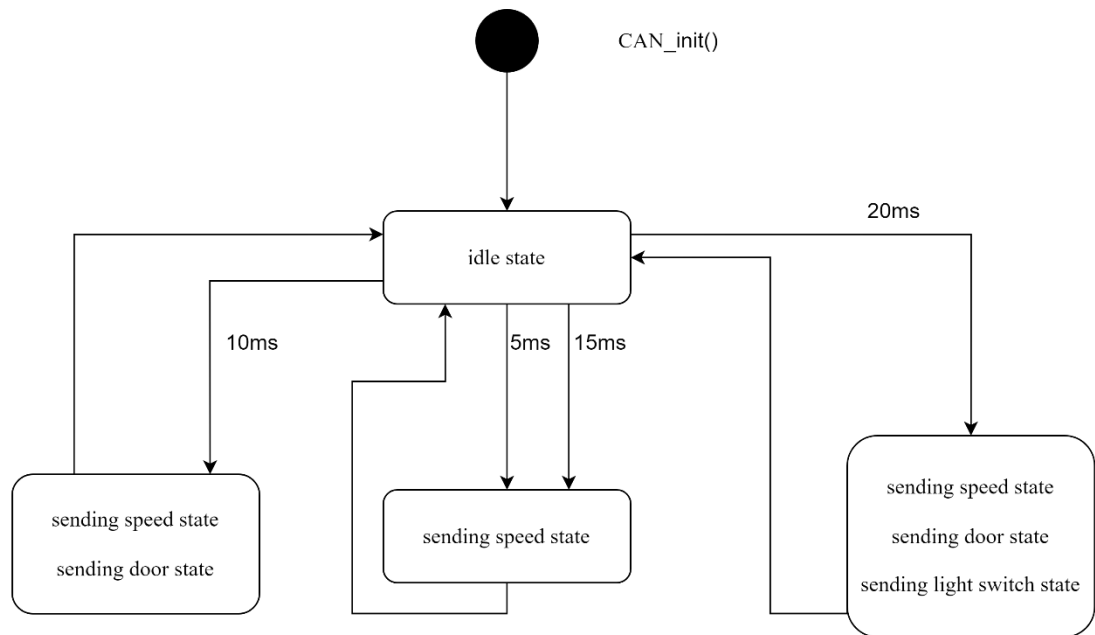 CAN_init()
20ms
idle state
10ms
5ms
15ms
sending speed state
sending door state
sending speed state
sending speed state
sending door state
sending light switch state